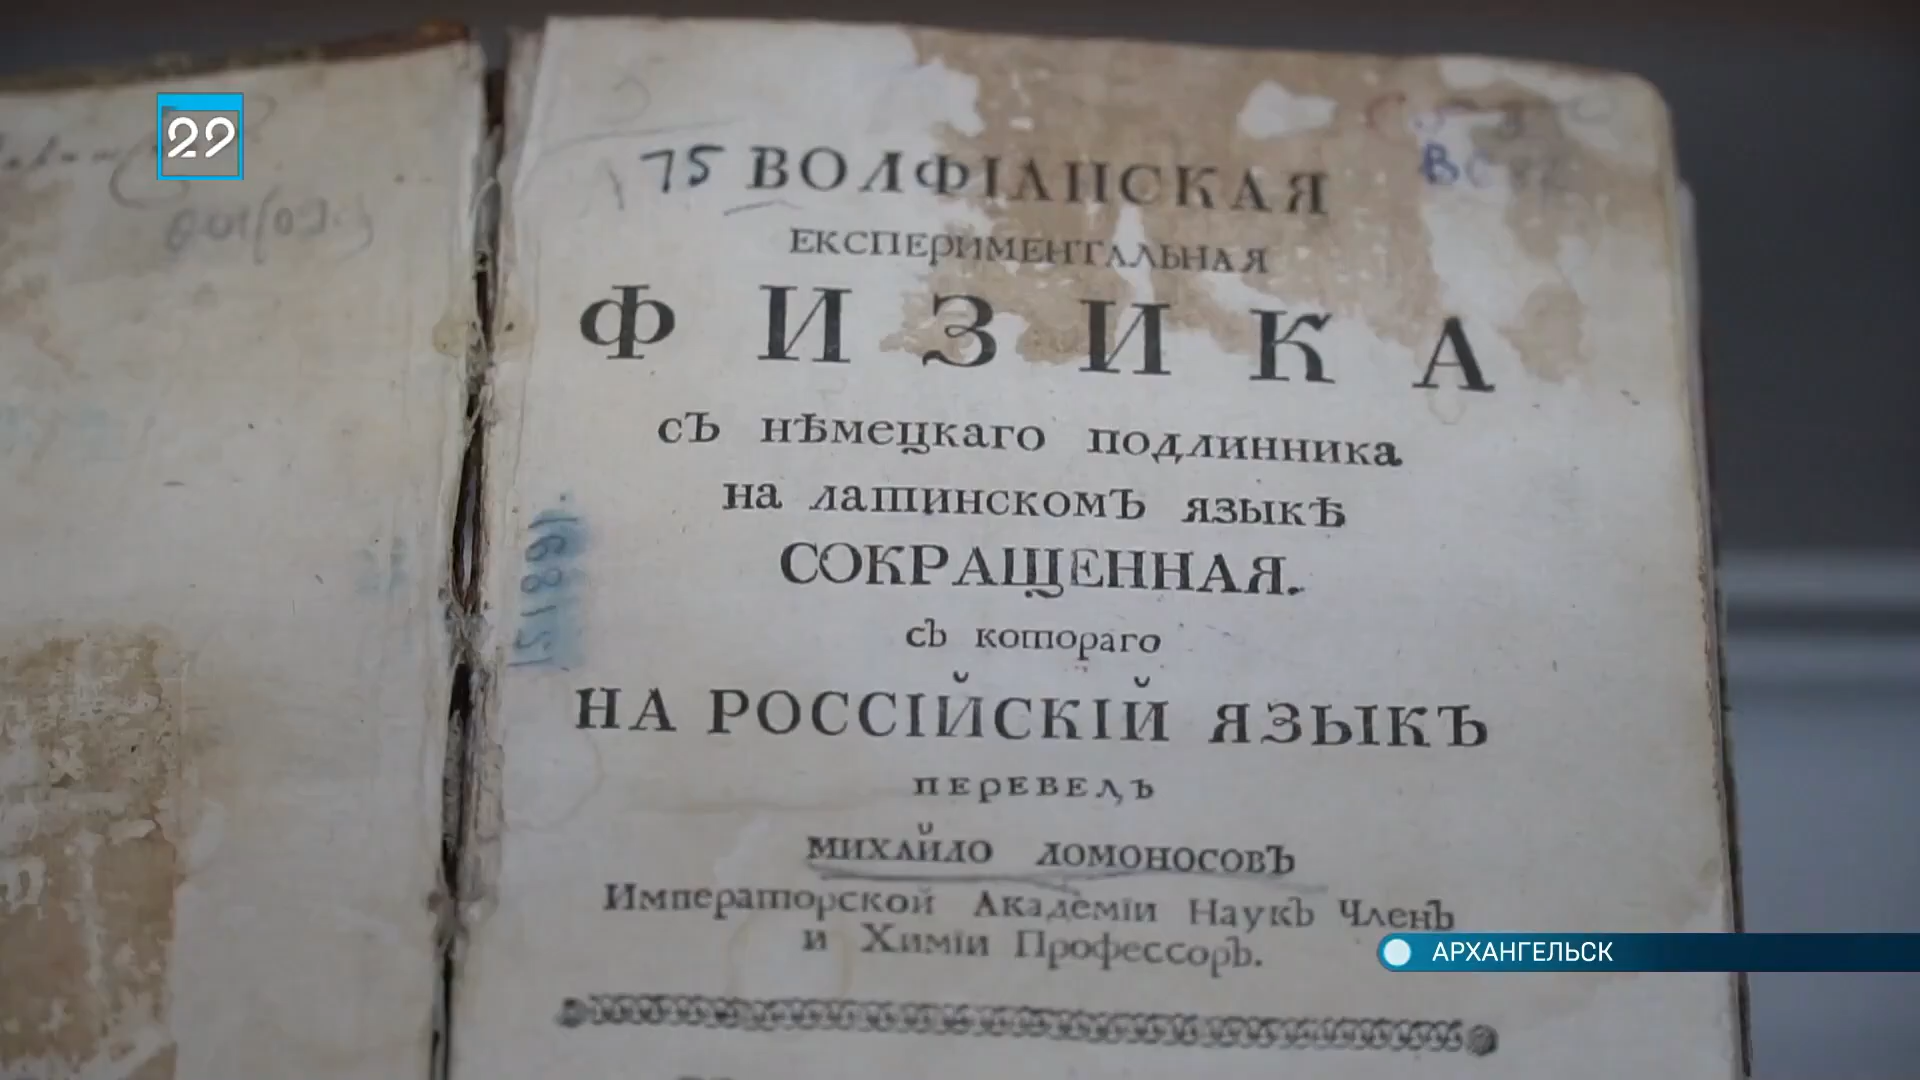 29
75 ВОЛФІАНСКАЯ
ЕКСПЕРИМЕНТАЛЬНАЯ
ФИЗИКА
съ нѣмецкаго подлинника
на латинскомъ языкѣ
СОКРАЩЕННАЯ.
съ котораго
НА РОССІЙСКІЙ ЯЗЫКЪ
ПЕРЕВЕЛЪ
МИХАЙЛО ЛОМОНОСОВЪ
Императорской Академіи Наукъ Членъ
и Химіи Профессоръ.
АРХАНГЕЛЬСК